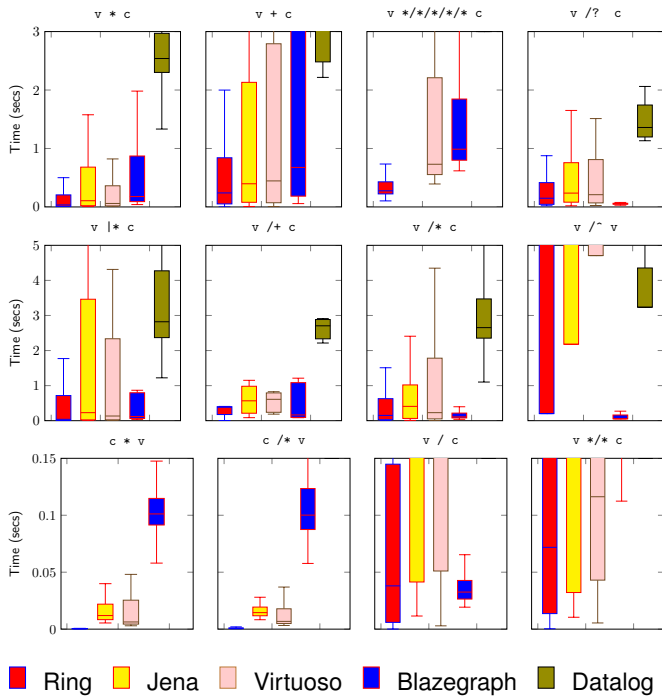 v * c
v + c
v */*/*/*/* c
v /? c
Time (secs)
3
2
1
0
v |* c
v /+ c
v /* c
v /^ v
Time (secs)
5
4
3
2
1
0
c * v
c /* v
v / c
v */* c
Time (secs)
0.15
0.1
0.05
0
Ring
Jena
Virtuoso
Blazegraph
Datalog